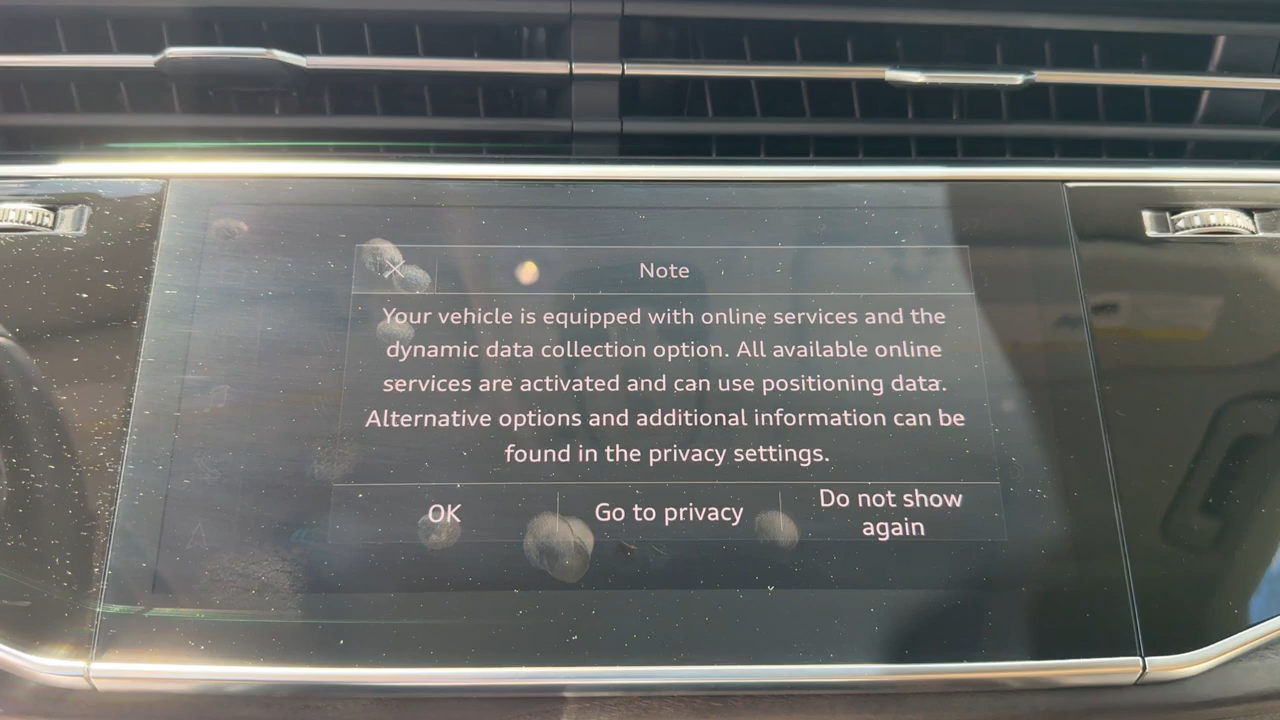 Note
Your vehicle is equipped with online services and the
dynamic data collection option. All available online
services are activated and can use positioning data.
Alternative options and additional information can be
found in the privacy settings.
OK
Go to privacy
Do not show
again